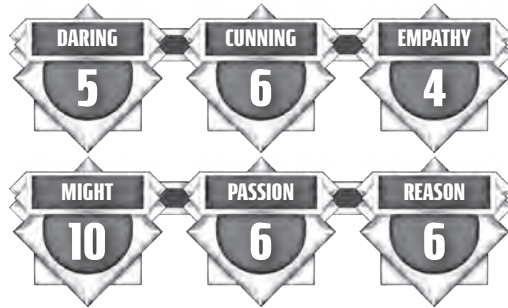 DARING CUNNING EMPATHY
5 6 4
MIGHT PASSION REASON
10 6 6